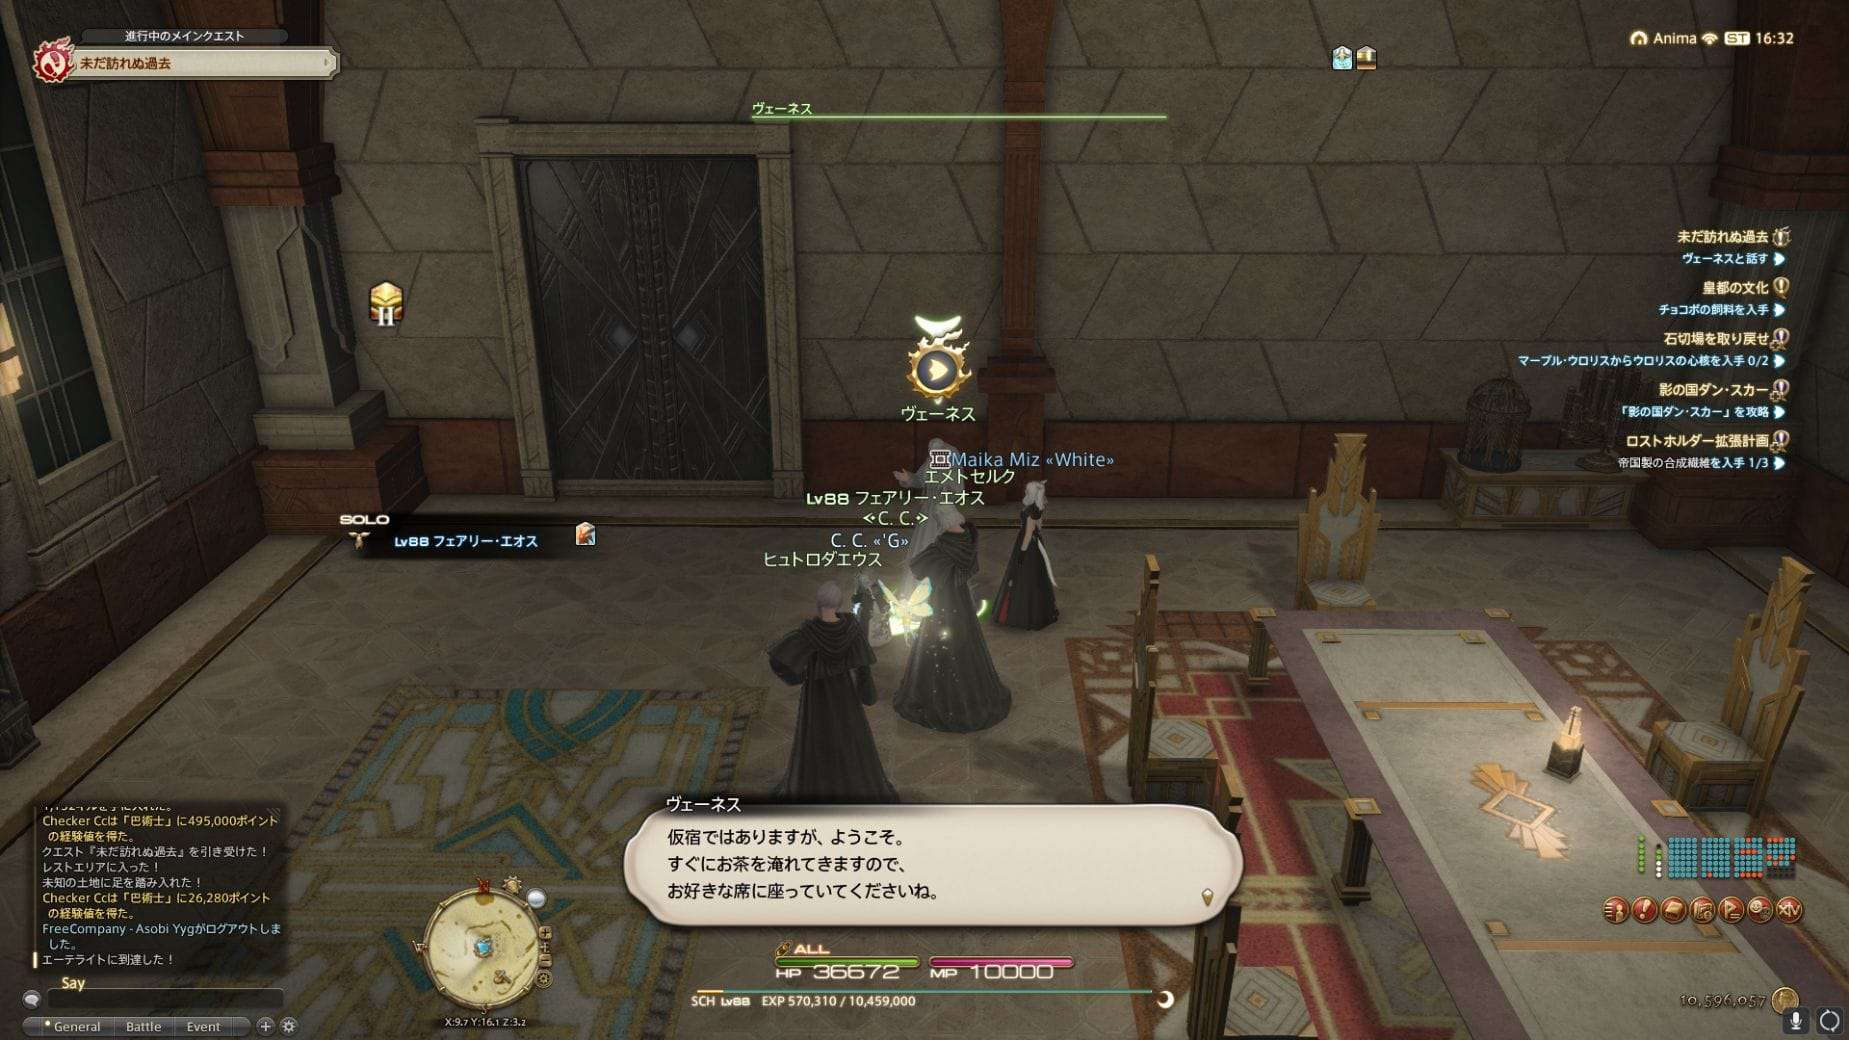 進行中のメインクエスト
未だ訪れぬ過去
Anima ST 16:32
ヴェーネス
未だ訪れぬ過去
ヴェーネスと話す
皇都の文化
チョコボの飼料を入手
石切場を取り戻せ
マーブル・ウロリスからウロリスの心核を入手 0/2
影の国ダン・スカー
「影の国ダン・スカー」を攻略
ロストホルダー拡張計画
帝国製の合成繊維を入手 1/3
II
ヴェーネス
Maika Miz «White»
エメトセルク
Lv88 フェアリー・エオス
C. C.
C. C. «'G»
ヒュトロダエウス
SOLO
Lv88 フェアリー・エオス
ヴェーネス
仮宿ではありますが、ようこそ。
すぐにお茶を淹れてきますので、
お好きな席に座っていてくださいね。
Checker Ccは「巴術士」に495,000ポイント
の経験値を得た。
クエスト『未だ訪れぬ過去』を引き受けた！
レストエリアに入った！
未知の土地に足を踏み入れた！
Checker Ccは「巴術士」に26,280ポイント
の経験値を得た。
FreeCompany - Asobi Yygがログアウトしま
した。
エーテライトに到達した！
Say
General Battle Event
X:9.7 Y:16.1 Z:3.2
ALL
HP 36672 MP 10000
SCH Lv88 EXP 570,310 / 10,459,000
XIV
10,596,057